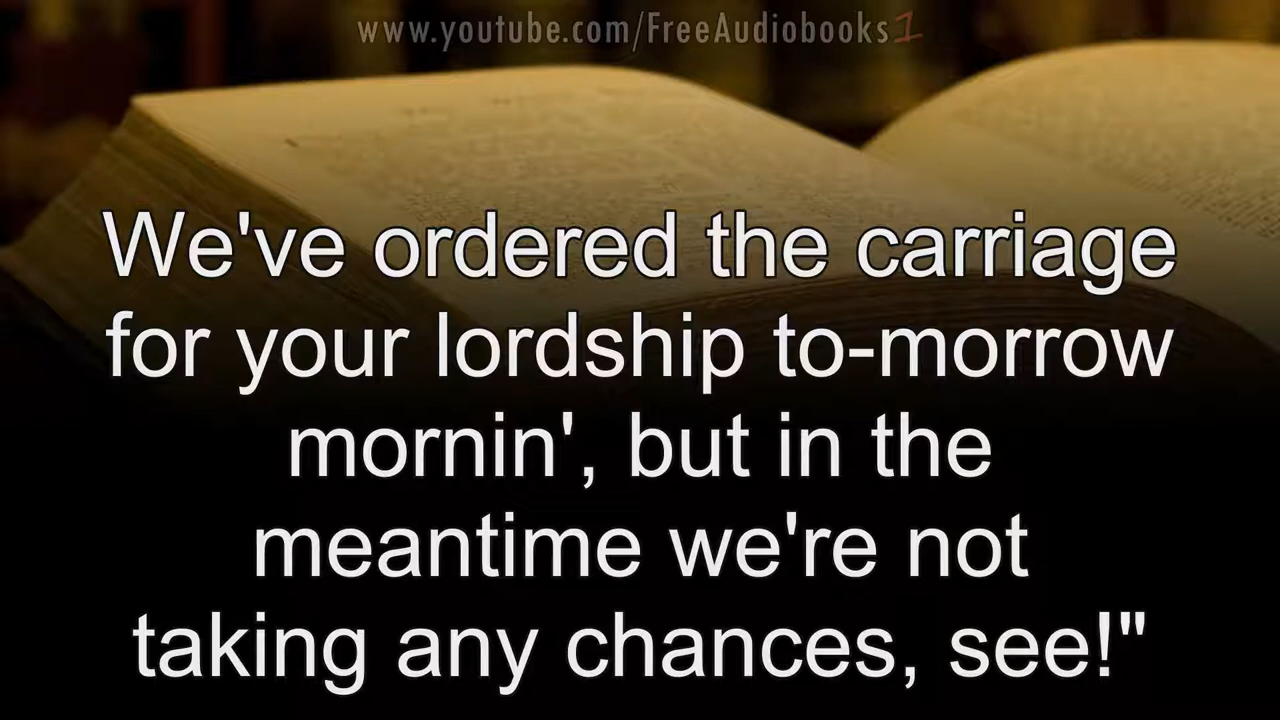 www.youtube.com/FreeAudiobooks1
We've ordered the carriage
for your lordship to-morrow
mornin', but in the
meantime we're not
taking any chances, see!"